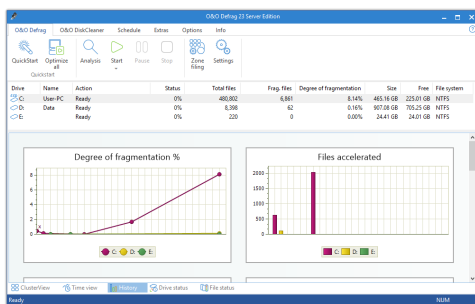 O&O Defrag 23 Server Edition
O&O Defrag O&O DiskCleaner Schedule Extras Options Info
QuickStart Optimize all Analysis Start Pause Stop Zone filing Settings
Quickstart
Drive Name Action Status Total files Frag. files Degree of fragmentation Size Free File system
C: User-PC Ready 0% 480,802 6,861 8.14% 465.16 GB 225.01 GB NTFS
D: Data Ready 0% 8,398 62 0.16% 907.08 GB 705.25 GB NTFS
E: Ready 0% 220 0 0.00% 24.41 GB 24.01 GB NTFS
Degree of fragmentation %
8
6
4
2
0
C: D: E:
Files accelerated
2000
1500
1000
500
0
C: D: E:
ClusterView Time view History Drive status File status
Ready NUM